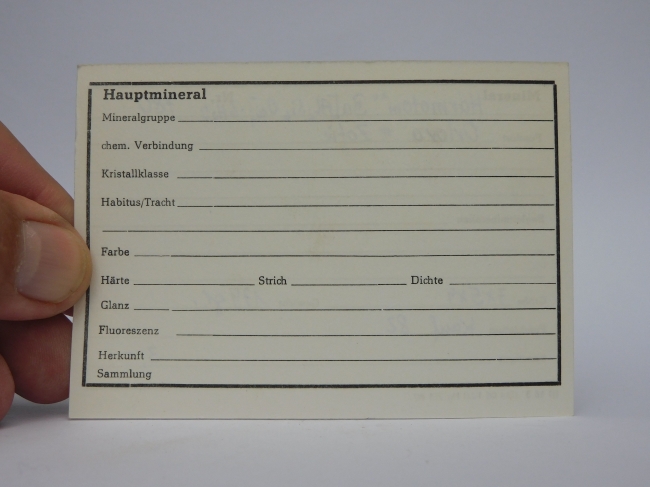 Hauptmineral
Mineralgruppe
chem. Verbindung
Kristallklasse
Habitus/Tracht
Farbe
Härte Strich Dichte
Glanz
Fluoreszenz
Herkunft
Sammlung